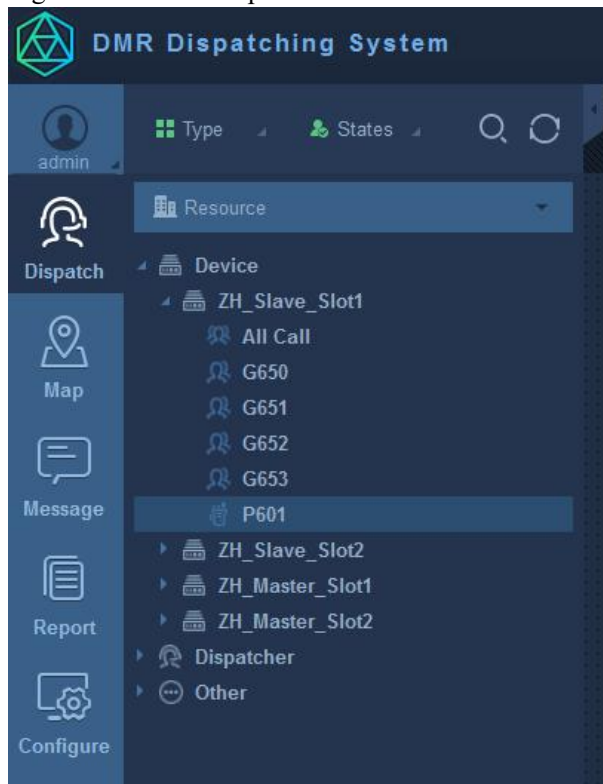 DMR Dispatching System
admin
Type
States
Resource
Dispatch
Device
ZH_Slave_Slot1
All Call
G650
G651
G652
G653
P601
ZH_Slave_Slot2
ZH_Master_Slot1
ZH_Master_Slot2
Dispatcher
Other
Map
Message
Report
Configure